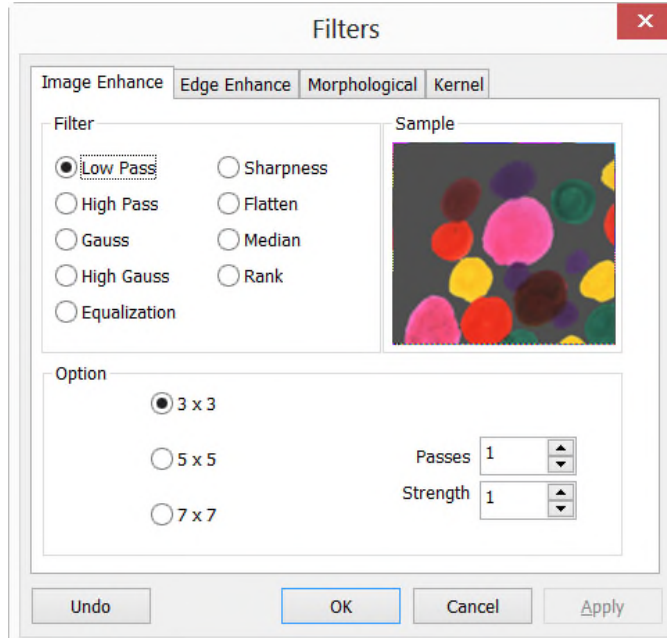 Filters
x
Image Enhance Edge Enhance Morphological Kernel
Filter
Low Pass
High Pass
Gauss
High Gauss
Equalization
Sharpness
Flatten
Median
Rank
Sample
Option
3 x 3
5 x 5
7 x 7
Passes 1
Strength 1
Undo OK Cancel Apply